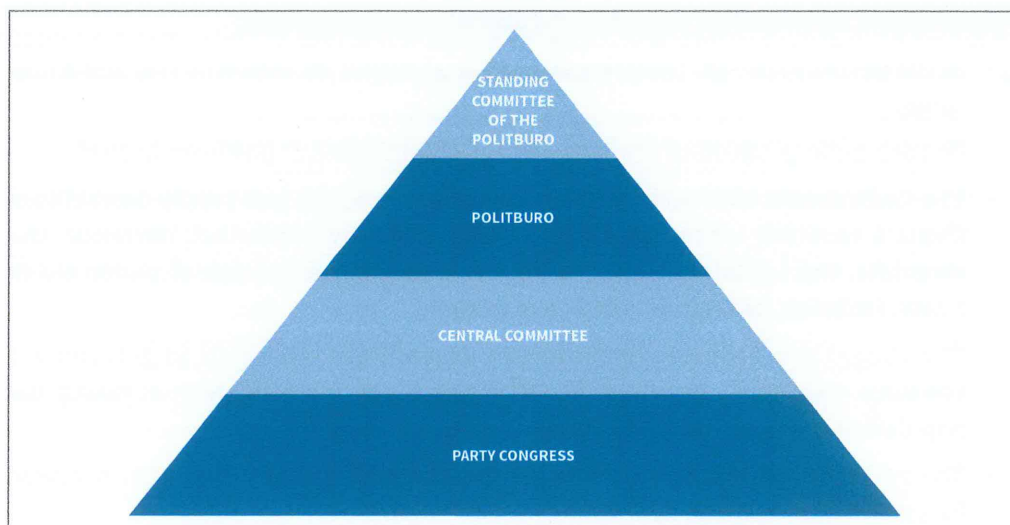 STANDING
COMMITTEE
OF THE
POLITBURO
POLITBURO
CENTRAL COMMITTEE
PARTY CONGRESS